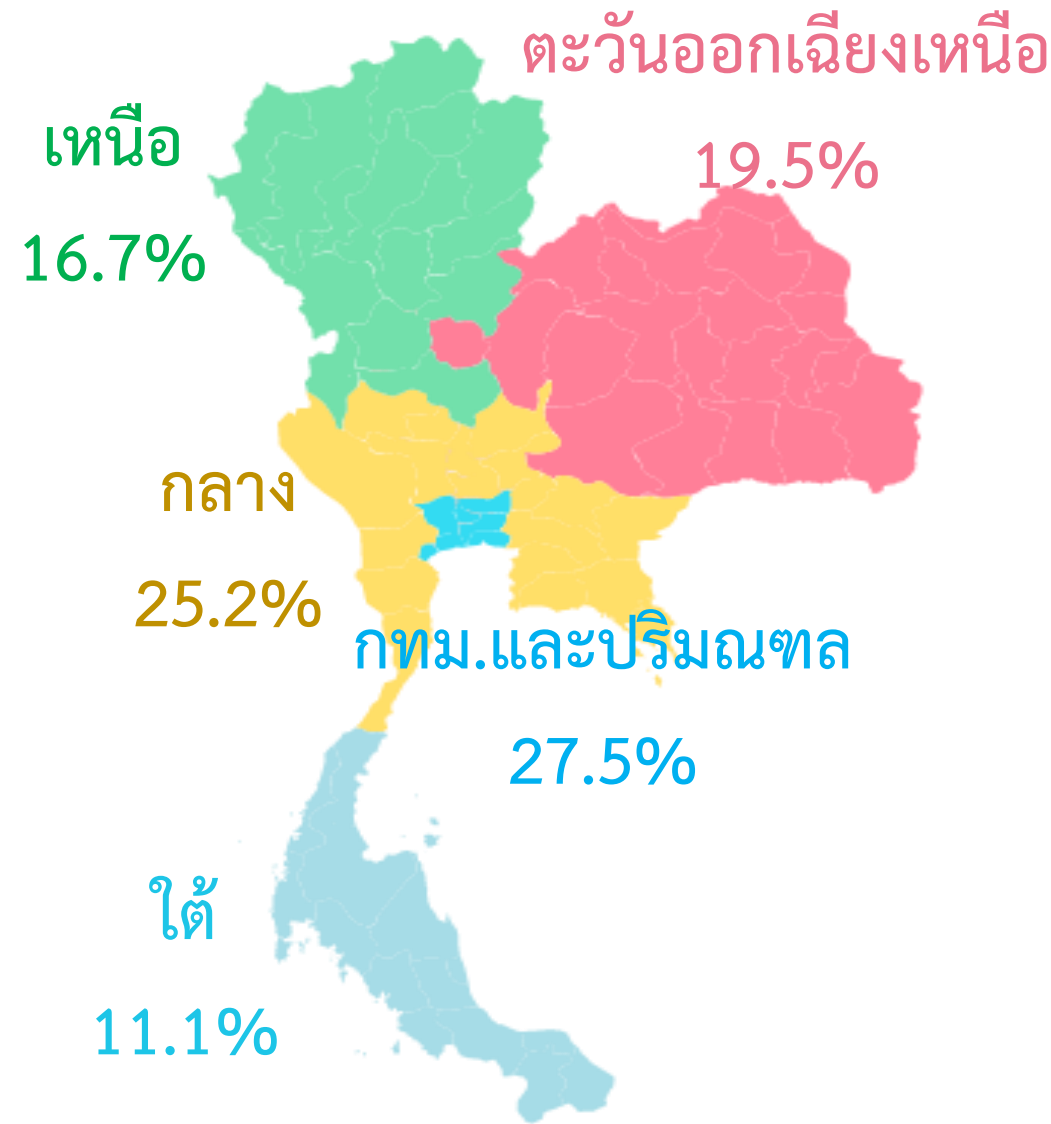 ตะวันออกเฉียงเหนือ
19.5%
เหนือ
16.7%
กลาง
25.2%
กทม.และปริมณฑล
27.5%
ใต้
11.1%